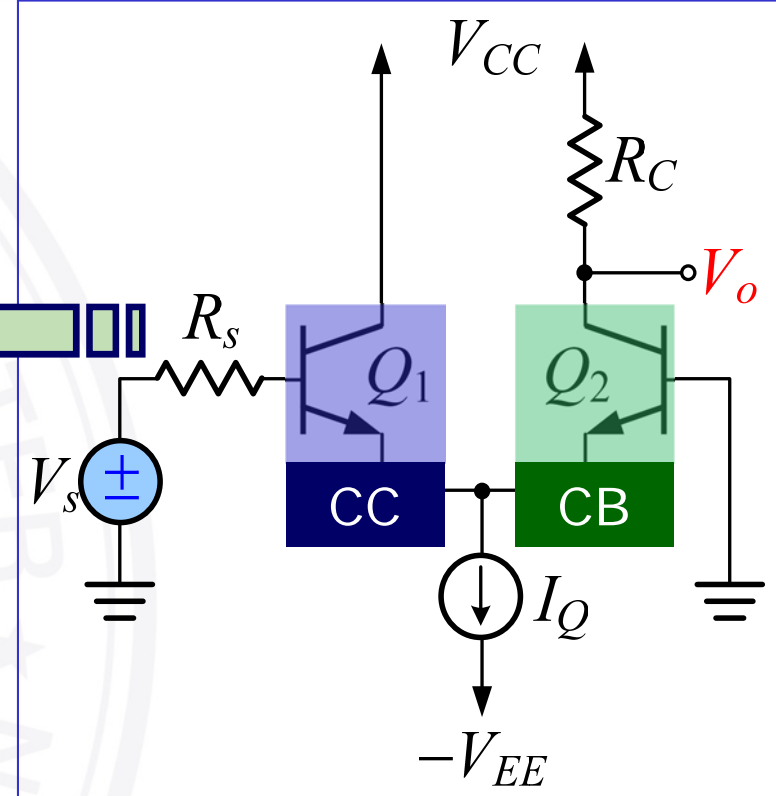 V_CC
R_C
V_o
R_s
Q_1
Q_2
V_s
±
CC
CB
I_Q
−V_EE